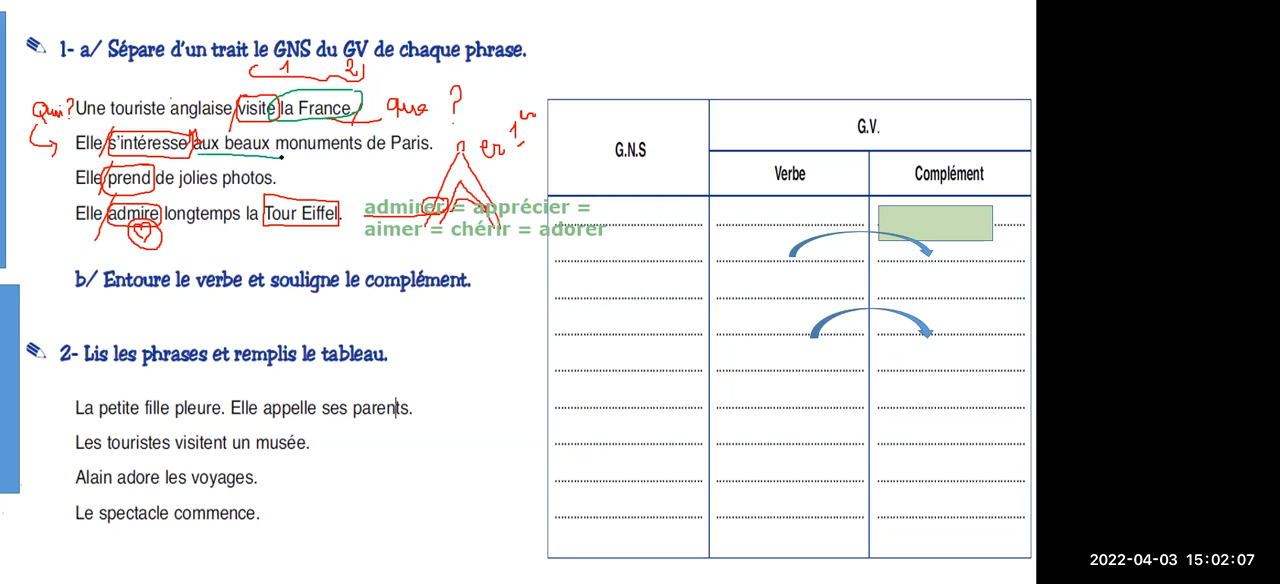 1- a/ Sépare d'un trait le GNS du GV de chaque phrase.
1 2
Qui? Une touriste anglaise visite la France, que ?
Elle s'intéresse aux beaux monuments de Paris.
er 1
Elle prend de jolies photos.
Elle admire longtemps la Tour Eiffel.
admirer = apprécier =
aimer = chérir = adorer
b/ Entoure le verbe et souligne le complément.
2- Lis les phrases et remplis le tableau.
La petite fille pleure. Elle appelle ses parents.
Les touristes visitent un musée.
Alain adore les voyages.
Le spectacle commence.
G.N.S
G.V.
Verbe
Complément
2022-04-03 15:02:07